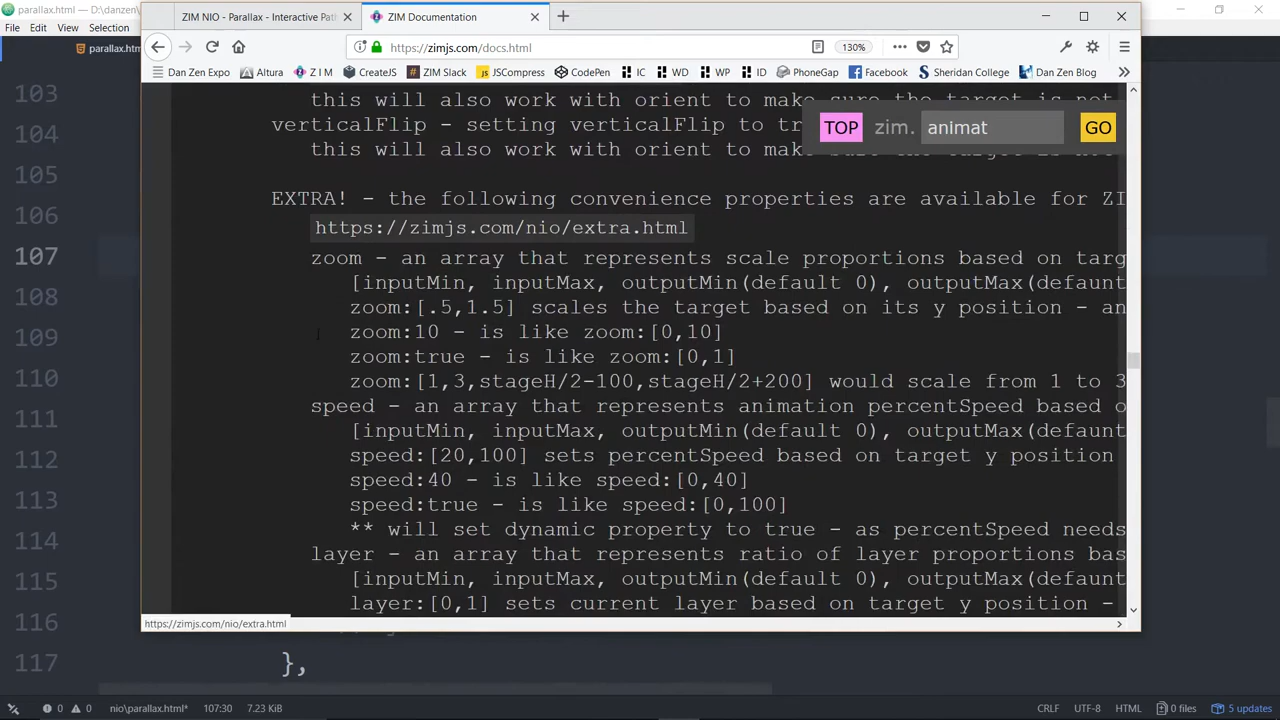 parallax.htm
ZIM NIO - Parallax - Interactive Pat
ZIM Documentation
File Edit View Selection
parallax.htm
https://zimjs.com/docs.html
130%
Dan Zen Expo Altura Z I M CreateJS ZIM Slack JSCompress CodePen IC WD WP ID PhoneGap Facebook Sheridan College Dan Zen Blog
this will also work with orient to make sure the target is not
verticalFlip - setting verticalFlip to tr
this will also work with orient to make
TOP zim. animat GO
EXTRA! - the following convenience properties are available for ZI
https://zimjs.com/nio/extra.html
zoom - an array that represents scale proportions based on targ
[inputMin, inputMax, outputMin(default 0), outputMax(defaunt
zoom:[.5,1.5] scales the target based on its y position - an
zoom:10 - is like zoom:[0,10]
zoom:true - is like zoom:[0,1]
zoom:[1,3,stageH/2-100,stageH/2+200] would scale from 1 to 3
speed - an array that represents animation percentSpeed based o
[inputMin, inputMax, outputMin(default 0), outputMax(defaunt
speed:[20,100] sets percentSpeed based on target y position
speed:40 - is like speed:[0,40]
speed:true - is like speed:[0,100]
** will set dynamic property to true - as percentSpeed needs
layer - an array that represents ratio of layer proportions bas
[inputMin, inputMax, outputMin(default 0), outputMax(defaunt
layer:[0,1] sets current layer based on target y position -
https://zimjs.com/nio/extra.html
103
104
105
106
107
108
109
110
111
112
113
114
115
116
117
},
0 0 nio\parallax.html* 107:30 7.23 KiB CRLF UTF-8 HTML 0 files 5 updates